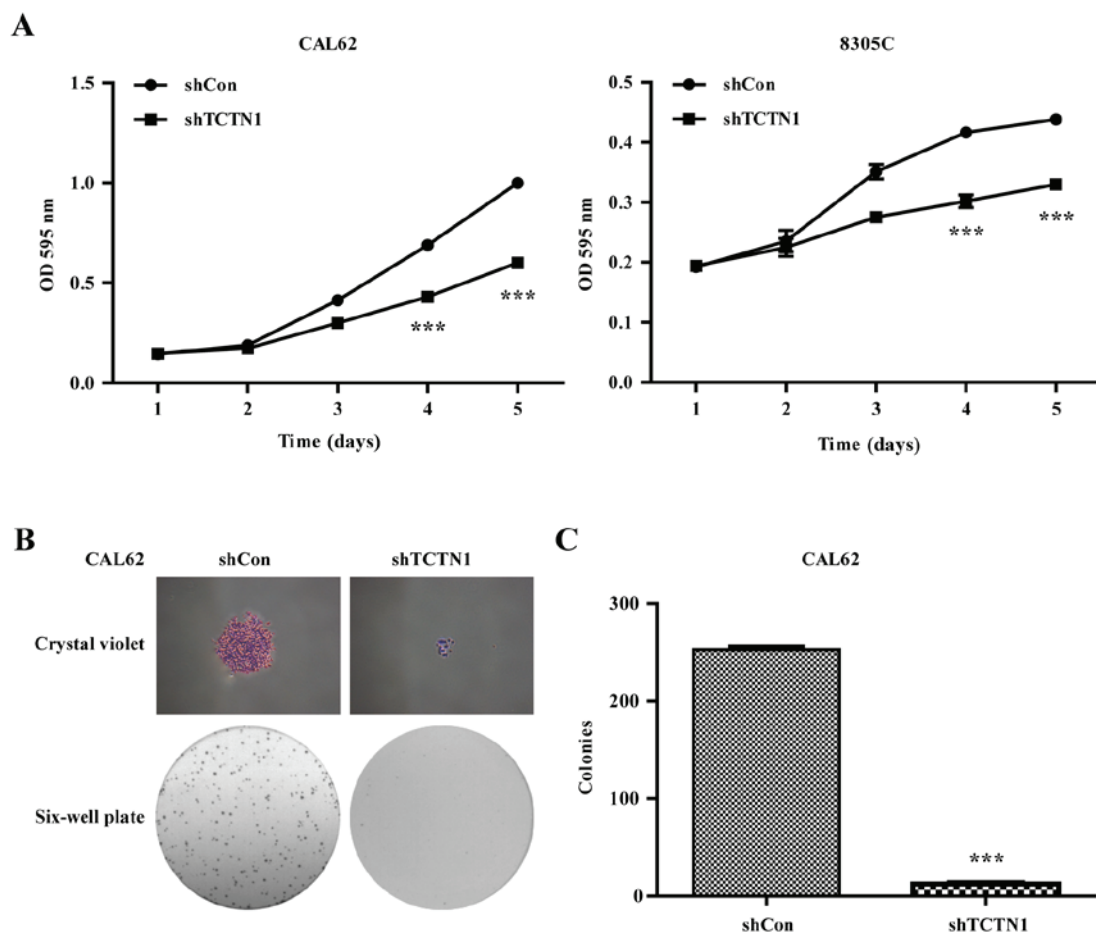 A
CAL62
shCon
shTCTN1
1.5
1.0
0.5
0.0
OD 595 nm
1 2 3 4 5
Time (days)
***
***
8305C
shCon
shTCTN1
0.5
0.4
0.3
0.2
0.1
0.0
OD 595 nm
1 2 3 4 5
Time (days)
***
***
B
CAL62 shCon shTCTN1
Crystal violet
Six-well plate
C
CAL62
300
200
100
0
Colonies
***
shCon shTCTN1